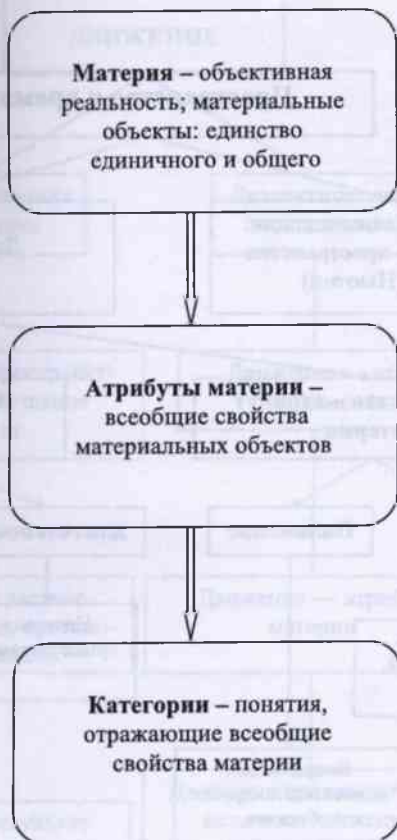 Материя – объективная
реальность; материальные
объекты: единство
единичного и общего
Атрибуты материи –
всеобщие свойства
материальных объектов
Категории – понятия,
отражающие всеобщие
свойства материи